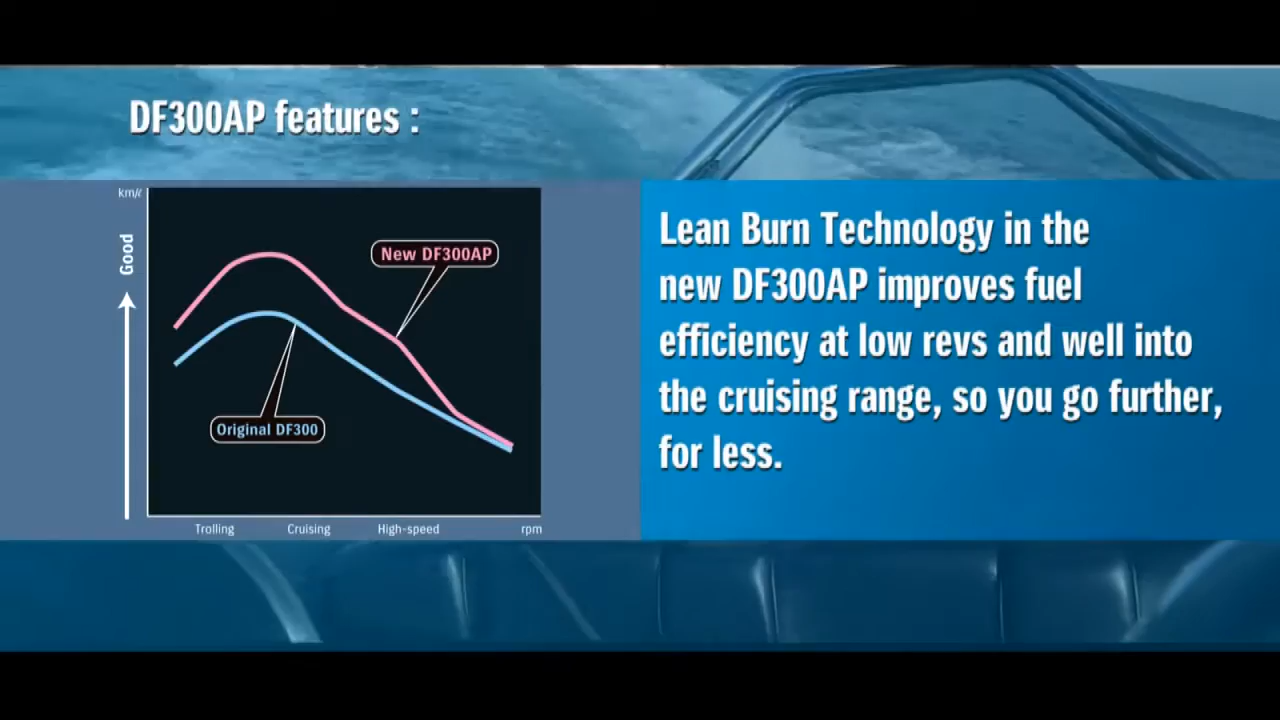 DF300AP features :
km/ℓ
Good
New DF300AP
Original DF300
Trolling Cruising High-speed rpm
Lean Burn Technology in the
new DF300AP improves fuel
efficiency at low revs and well into
the cruising range, so you go further,
for less.